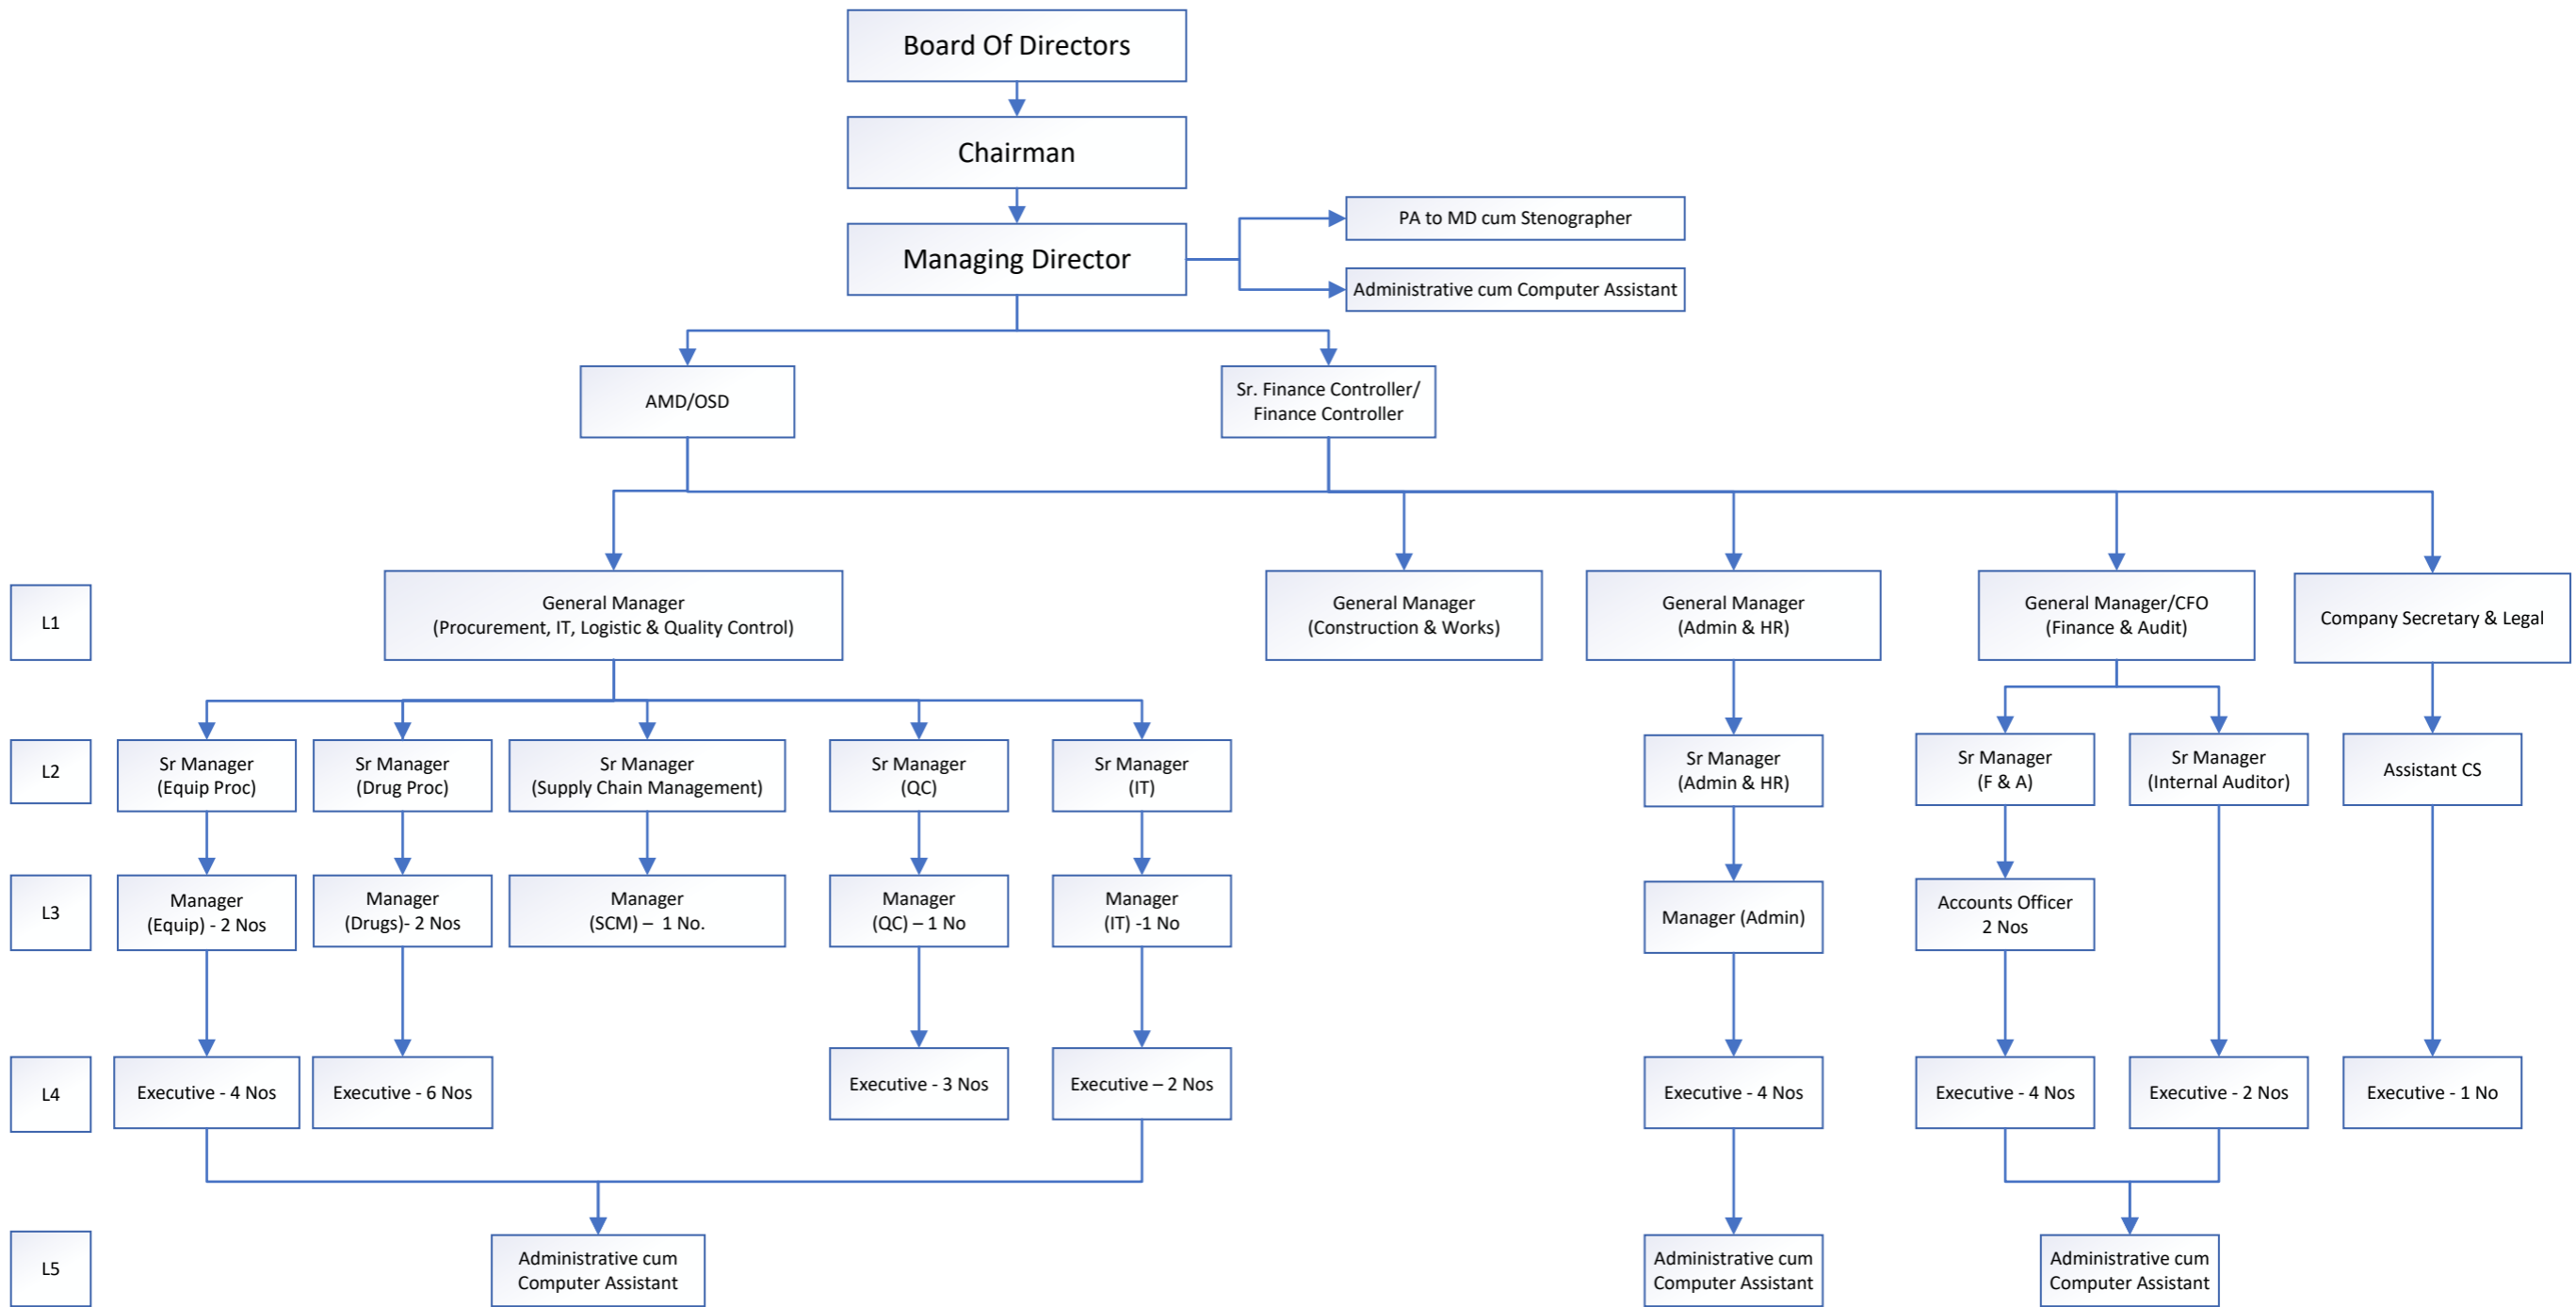 Board Of Directors
Chairman
Managing Director
PA to MD cum Stenographer
Administrative cum Computer Assistant
AMD/OSD
Sr. Finance Controller/
Finance Controller
L1
General Manager
(Procurement, IT, Logistic & Quality Control)
General Manager
(Construction & Works)
General Manager
(Admin & HR)
General Manager/CFO
(Finance & Audit)
Company Secretary & Legal
L2
Sr Manager
(Equip Proc)
Sr Manager
(Drug Proc)
Sr Manager
(Supply Chain Management)
Sr Manager
(QC)
Sr Manager
(IT)
Sr Manager
(Admin & HR)
Sr Manager
(F & A)
Sr Manager
(Internal Auditor)
Assistant CS
L3
Manager
(Equip) - 2 Nos
Manager
(Drugs)- 2 Nos
Manager
(SCM) – 1 No.
Manager
(QC) – 1 No
Manager
(IT) -1 No
Manager (Admin)
Accounts Officer
2 Nos
L4
Executive - 4 Nos
Executive - 6 Nos
Executive - 3 Nos
Executive – 2 Nos
Executive - 4 Nos
Executive - 4 Nos
Executive - 2 Nos
Executive - 1 No
L5
Administrative cum
Computer Assistant
Administrative cum
Computer Assistant
Administrative cum
Computer Assistant